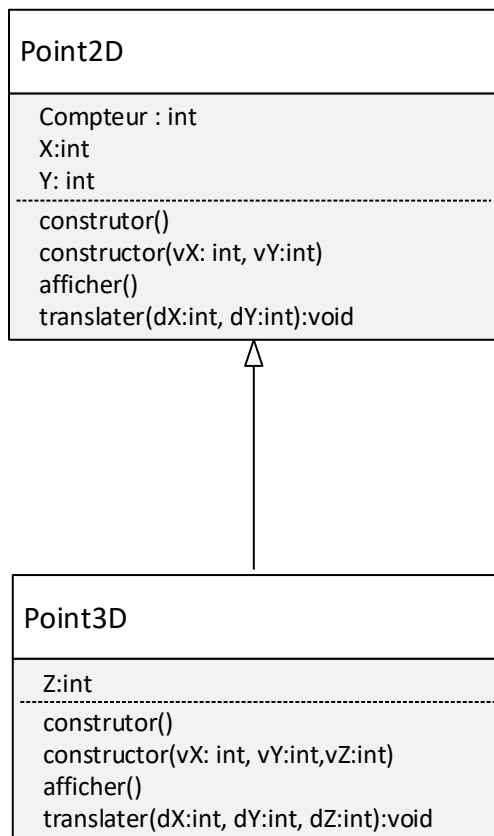 Point2D
Compteur : int
X:int
Y: int
construtor()
constructor(vX: int, vY:int)
afficher()
translater(dX:int, dY:int):void
Point3D
Z:int
construtor()
constructor(vX: int, vY:int,vZ:int)
afficher()
translater(dX:int, dY:int, dZ:int):void